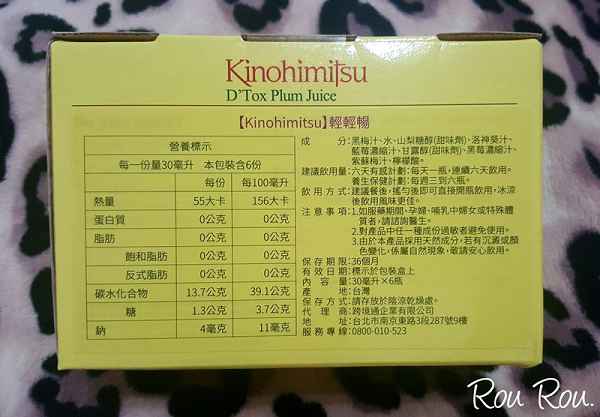 Kinohimitsu
D'Tox Plum Juice
【Kinohimitsu】輕輕暢
營養標示
每一份量30毫升 本包裝含6份
每份 每100毫升
熱量 55大卡 156大卡
蛋白質 0公克 0公克
脂肪 0公克 0公克
飽和脂肪 0公克 0公克
反式脂肪 0公克 0公克
碳水化合物 13.7公克 39.1公克
糖 1.3公克 3.7公克
鈉 4毫克 11毫克
成 分:黑梅汁、水、山梨糖醇(甜味劑)、洛神葵汁、
藍莓濃縮汁、甘露醇(甜味劑)、黑莓濃縮汁、
紫蘇梅汁、檸檬酸。
建議飲用量:六天有感計劃:每天一瓶,連續六天飲用。
養生保健計劃:每週三到六瓶。
飲用方式:建議餐後,搖勻後即可直接開瓶飲用,冰涼
後飲用風味更佳。
注意事項:1.如服藥期間、孕婦、哺乳中婦女或特殊體
質者,請諮詢醫生。
2.對產品中任一種成份過敏者避免使用。
3.由於本產品採用天然成分,若有沉澱或顏
色變化,係屬自然現象,敬請安心飲用。
保存期限:36個月
有效日期:標示於包裝盒上
內容量:30毫升×6瓶
產 地:台灣
保存方式:請存放於陰涼乾燥處。
代理商:跨境通企業有限公司
地 址:台北市南京東路3段287號9樓
服務專線:0800-010-523
Rou Rou.